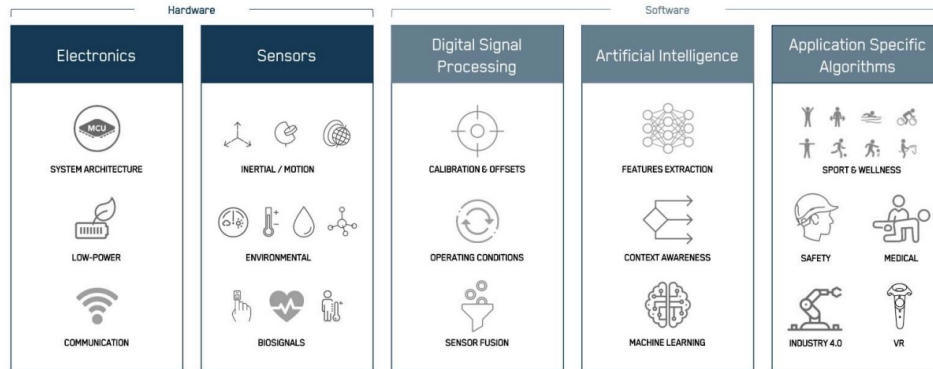 Hardware
Software
Electronics
Sensors
Digital Signal
Processing
Artificial Intelligence
Application Specific
Algorithms
MCU
SYSTEM ARCHITECTURE
INERTIAL / MOTION
CALIBRATION & OFFSETS
FEATURES EXTRACTION
SPORT & WELLNESS
LOW-POWER
ENVIRONMENTAL
OPERATING CONDITIONS
CONTEXT AWARENESS
SAFETY
MEDICAL
COMMUNICATION
BIOSIGNALS
SENSOR FUSION
MACHINE LEARNING
INDUSTRY 4.0
VR